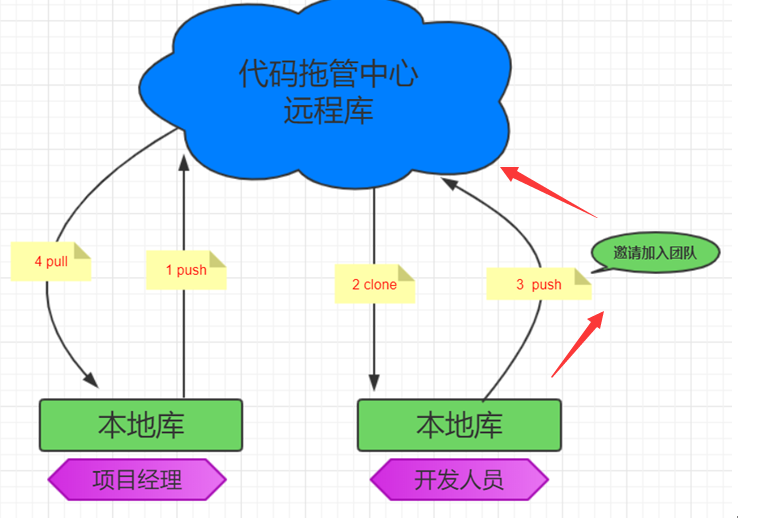 代码拖管中心
远程库
4 pull
1 push
2 clone
3 push
邀请加入团队
本地库
本地库
项目经理
开发人员